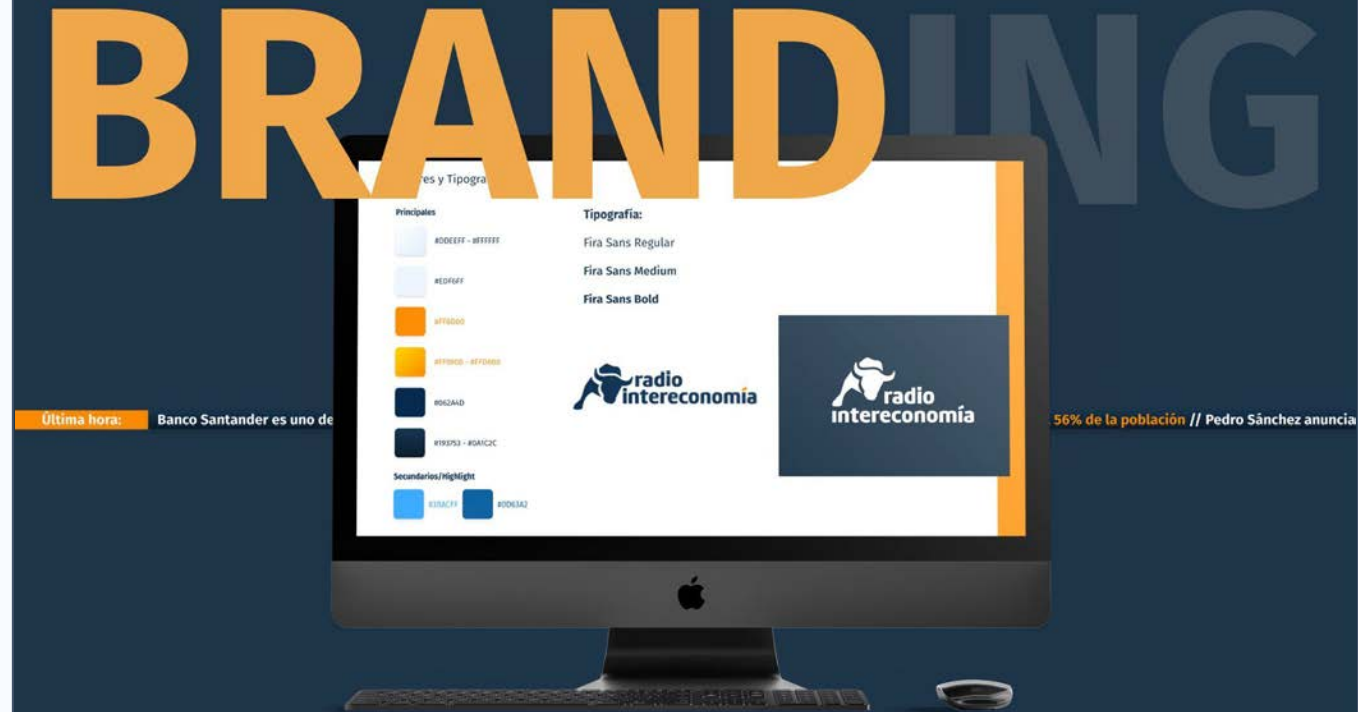 BRANDING
res y Tipogra
Principales
#DDEEFF - #FFFFFF
#EDF6FF
Tipografía:
Fira Sans Regular
Fira Sans Medium
Fira Sans Bold
#062A4D
#193753 - #0A1C2C
Secundarios/Highlight
#0D63A2
radio
intereconomía
radio
intereconomía
Última hora: Banco Santander es uno de
56% de la población // Pedro Sánchez anuncia